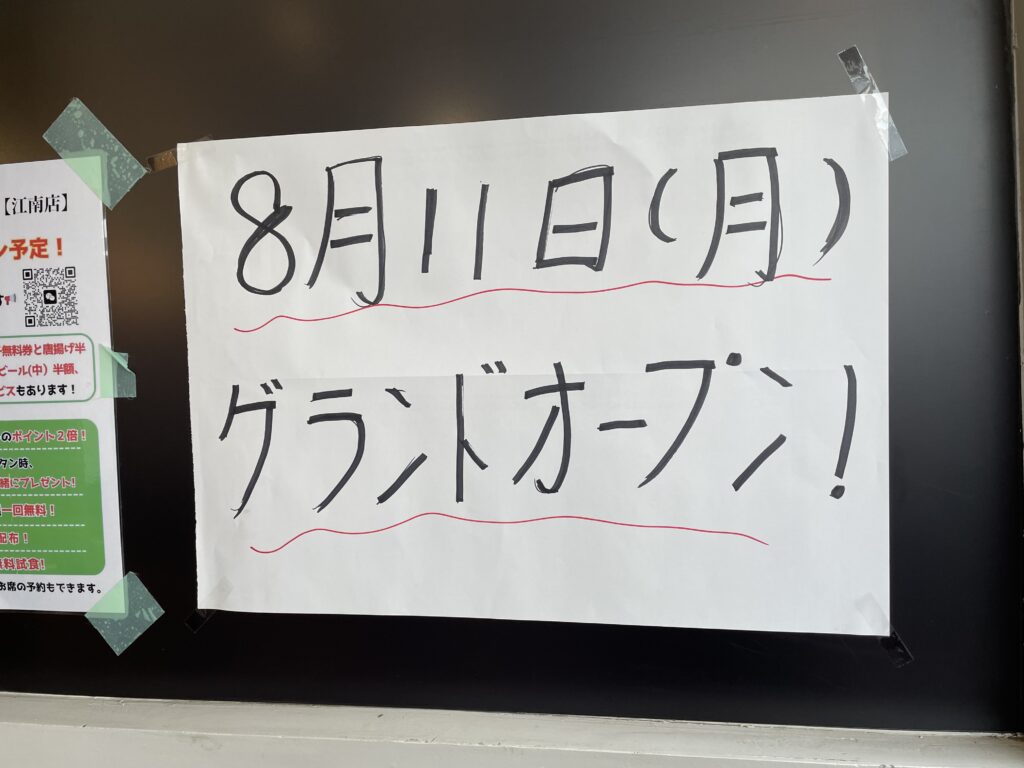 【江南店】
ン予定！
無料券と唐揚げ半
ビール(中) 半額、
ビスもあります！
のポイント２倍！
タン時、
緒にプレゼント!
一回無料！
配布！
無料試食!
お席の予約もできます。
8月11日(月)
グランドオープン!